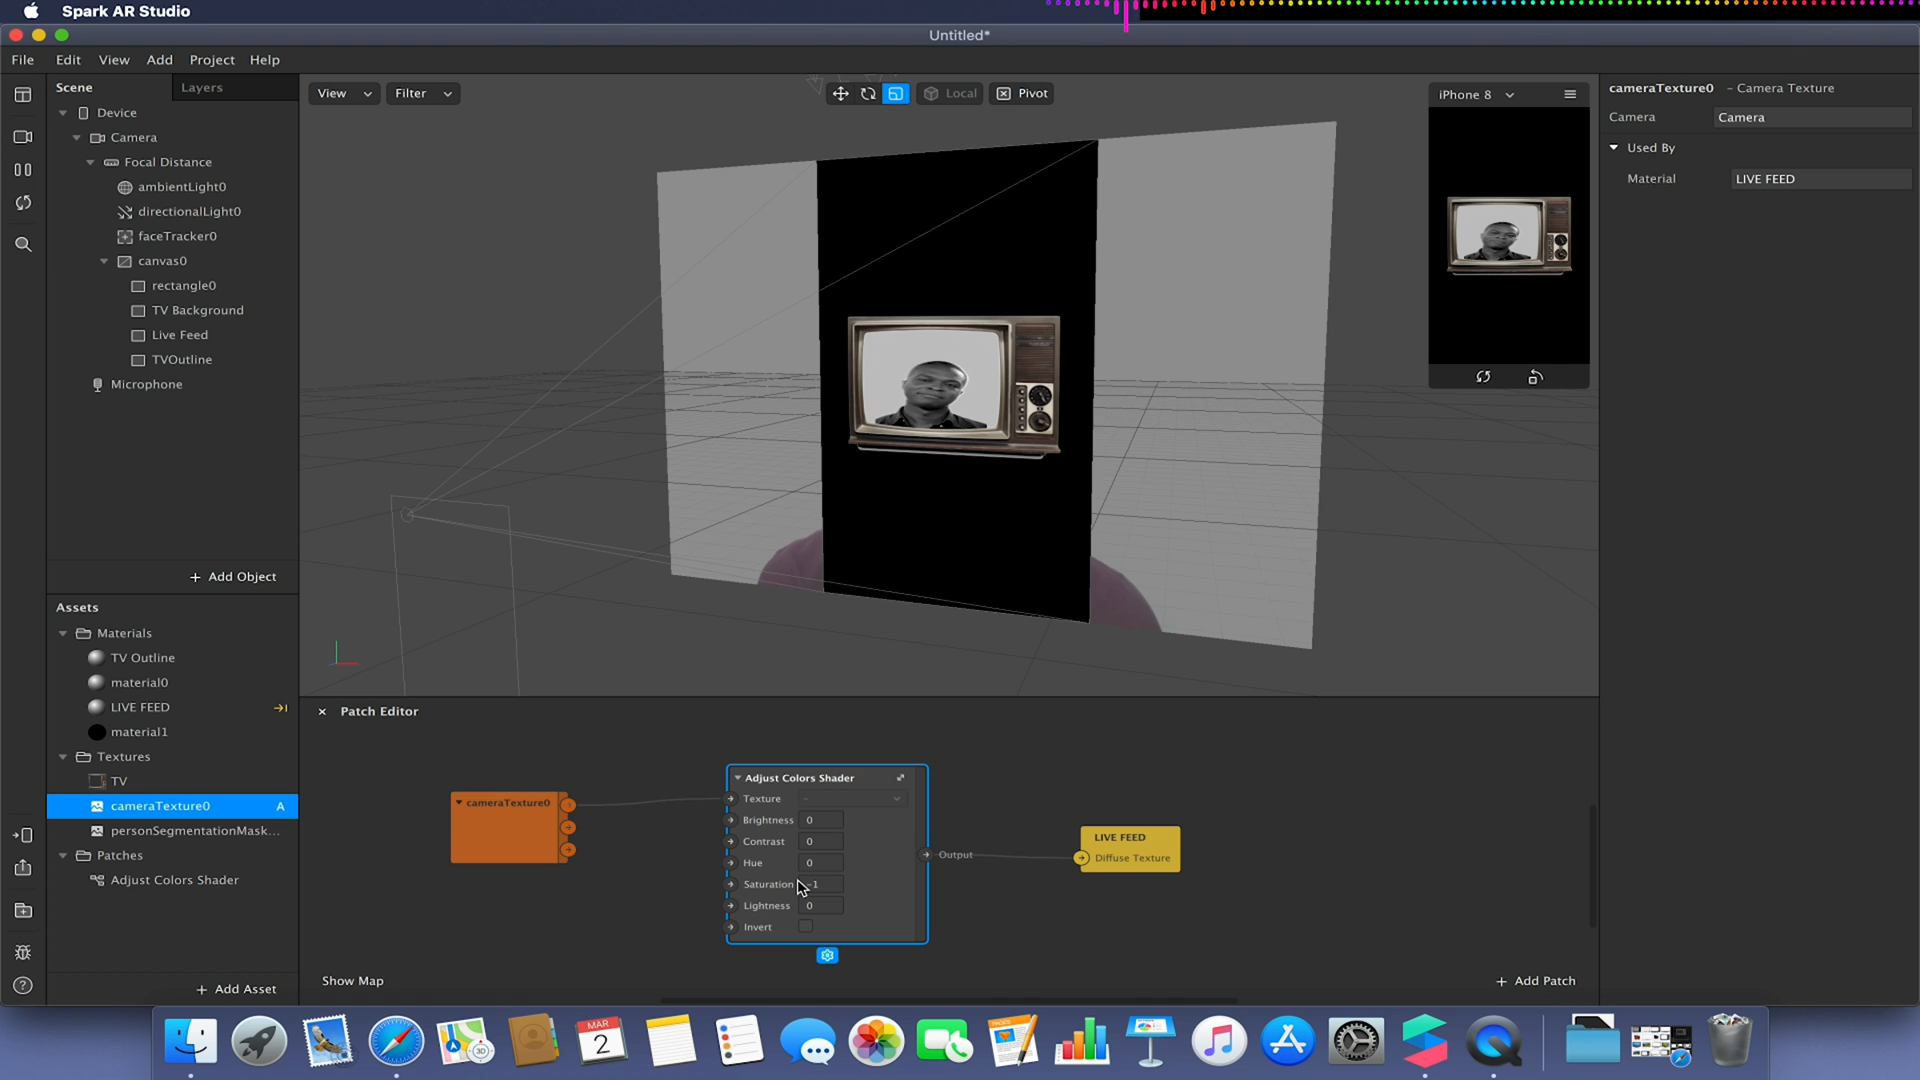 Spark AR Studio
Untitled*
File Edit View Add Project Help
Scene Layers
Device
Camera
Focal Distance
ambientLight0
directionalLight0
faceTracker0
canvas0
rectangle0
TV Background
Live Feed
TVOutline
Microphone
+ Add Object
View Filter Local Pivot
iPhone 8
cameraTexture0 - Camera Texture
Camera Camera
Used By
Material LIVE FEED
Assets
Materials
TV Outline
material0
LIVE FEED
material1
Textures
TV
cameraTexture0 A
personSegmentationMask...
Patches
Adjust Colors Shader
+ Add Asset
× Patch Editor
cameraTexture0
Adjust Colors Shader
Texture -
Brightness 0
Contrast 0
Hue 0
Saturation -1
Lightness 0
Invert
Output
LIVE FEED
Diffuse Texture
Show Map
+ Add Patch
MAR
2
3D
PAGES